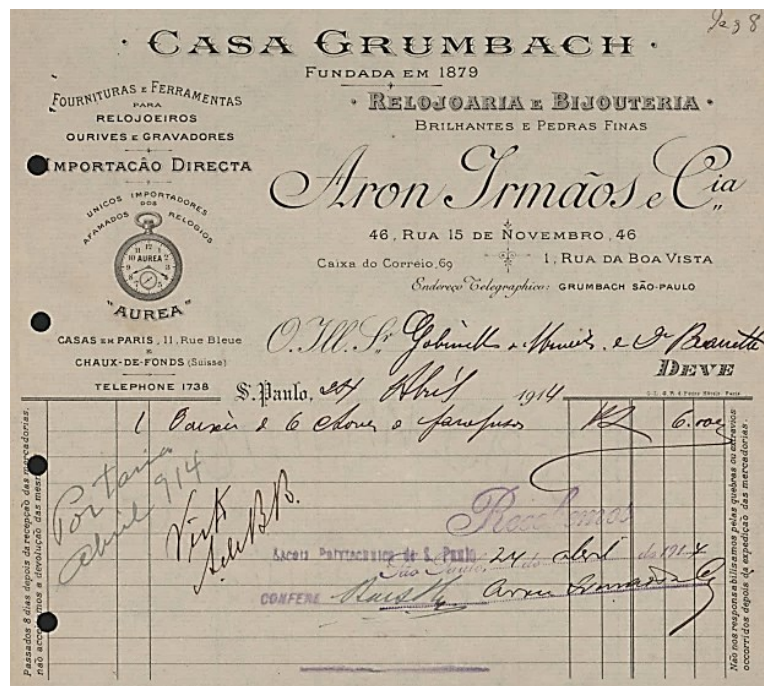 CASA GRUMBACH
FUNDADA EM 1879
FOURNITURAS E FERRAMENTAS
PARA
RELOJOEIROS
OURIVES E GRAVADORES
IMPORTACÃO DIRECTA
UNICOS IMPORTADORES
DOS
AFAMADOS RELOGIOS
AUREA
"AUREA"
CASAS EM PARIS, 11, Rue Bleue
E
CHAUX-DE-FONDS (Suisse)
TELEPHONE 1738
RELOJOARIA E BIJOUTERIA
BRILHANTES E PEDRAS FINAS
Aron Irmãos e Cia
46, RUA 15 DE NOVEMBRO, 46
Caixa do Correio, 69
1, RUA DA BOA VISTA
Endereço Telegraphico: GRUMBACH SÃO-PAULO
O Ill. Sr.
DEVE
S. Paulo, 24 Abril 1914
1 6 chaves e parafusos 6.000
Portaria
abril 914
Visto
Recebemos
Escola Polytechnica de S. Paulo
São Paulo, 24 de abril de 1914
CONFERE
Aron Irmãos & Cia
Passados 8 dias depois da recepção das mercadorias,
não acceitamos a devolução das mesmas
Não nos responsabilisamos pelas quebras ou extravios
occorridos depois da expedição das mercadorias.